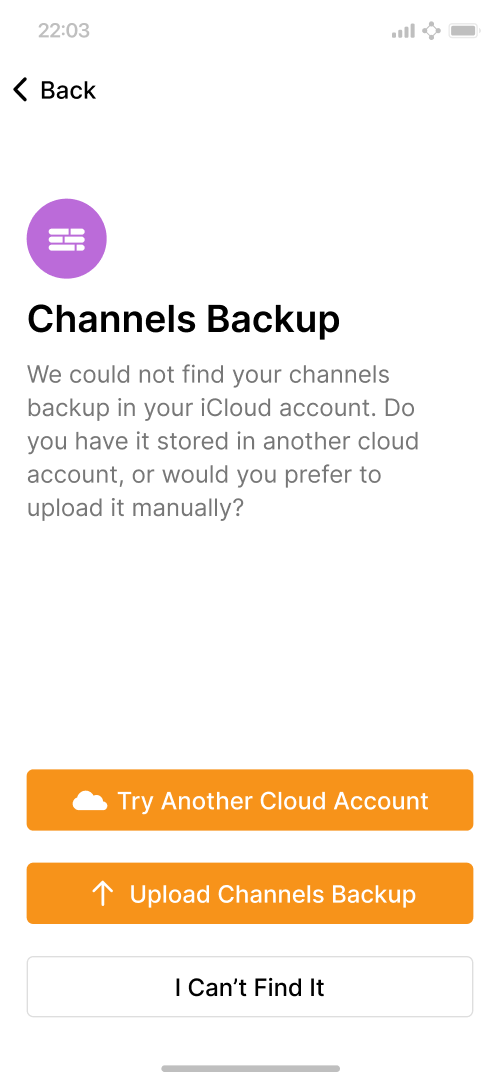 22:03
Back
Channels Backup
We could not find your channels
backup in your iCloud account. Do
you have it stored in another cloud
account, or would you prefer to
upload it manually?
Try Another Cloud Account
Upload Channels Backup
I Can’t Find It